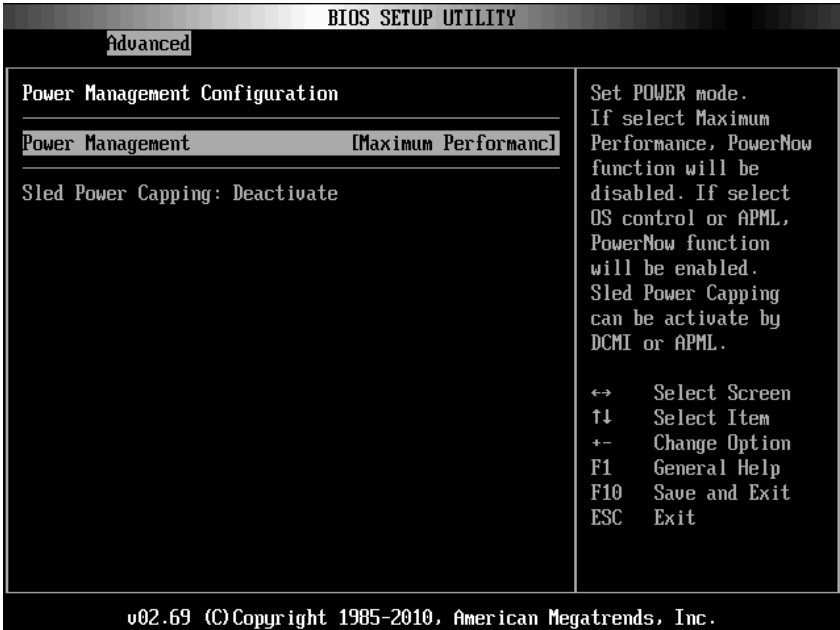 BIOS SETUP UTILITY
Advanced
Power Management Configuration
Power Management [Maximum Performanc]
Sled Power Capping: Deactivate
Set POWER mode.
If select Maximum
Performance, PowerNow
function will be
disabled. If select
OS control or APML,
PowerNow function
will be enabled.
Sled Power Capping
can be activate by
DCMI or APML.
↔ Select Screen
↑↓ Select Item
+- Change Option
F1 General Help
F10 Save and Exit
ESC Exit
v02.69 (C)Copyright 1985-2010, American Megatrends, Inc.